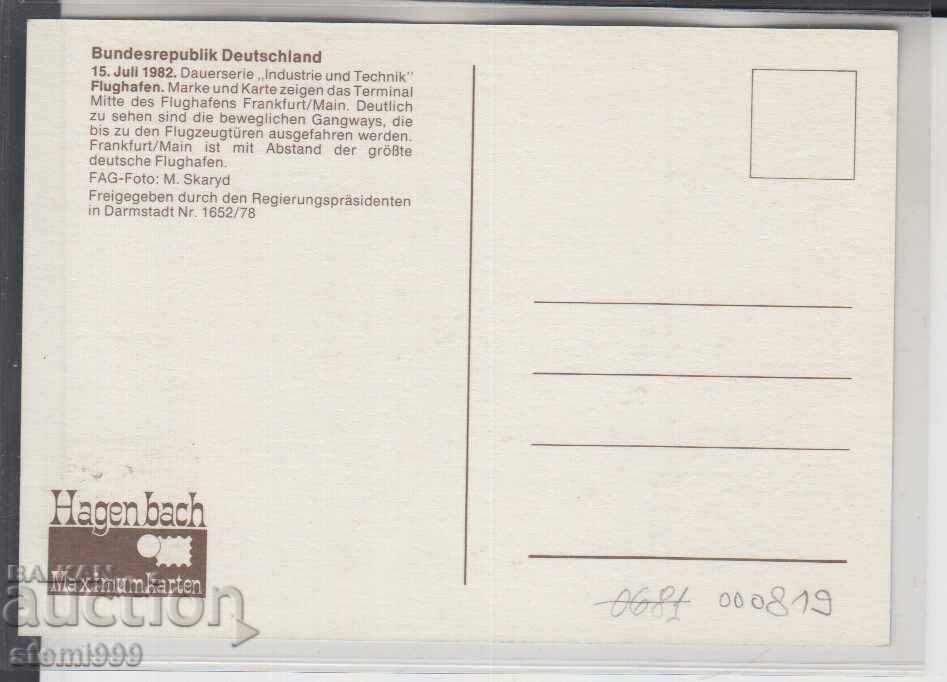 Bundesrepublik Deutschland
15. Juli 1982. Dauerserie „Industrie und Technik"
Flughafen. Marke und Karte zeigen das Terminal
Mitte des Flughafens Frankfurt/Main. Deutlich
zu sehen sind die beweglichen Gangways, die
bis zu den Flugzeugtüren ausgefahren werden.
Frankfurt/Main ist mit Abstand der größte
deutsche Flughafen.
FAG-Foto: M. Skaryd
Freigegeben durch den Regierungspräsidenten
in Darmstadt Nr. 1652/78
Hagenbach
Maximumkarten
0681 000819
BALKAN
auction
stomi999